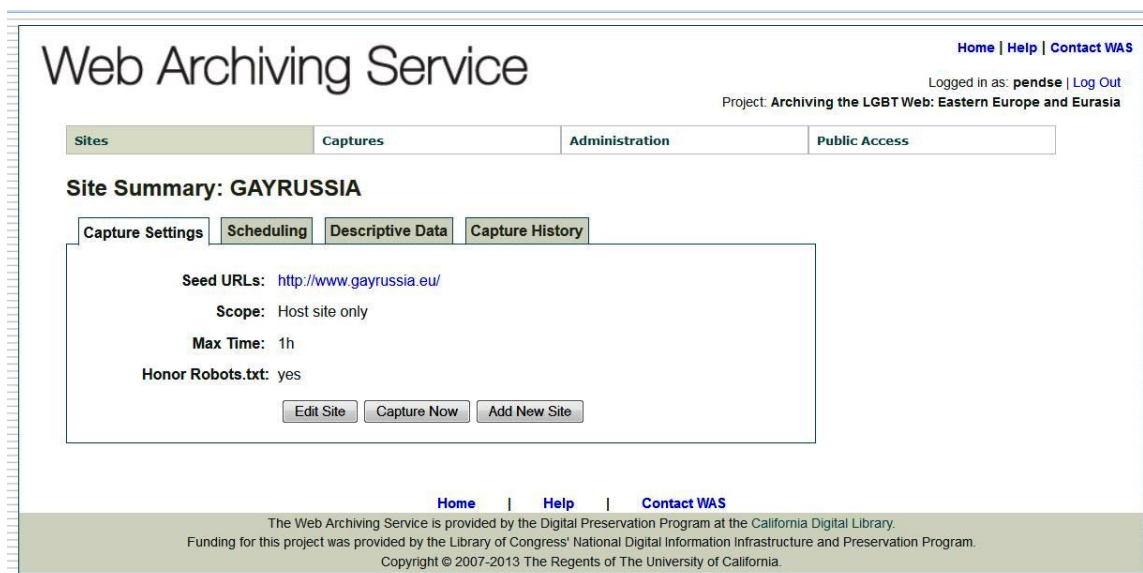 Web Archiving Service
Home | Help | Contact WAS
Logged in as: pendse | Log Out
Project: Archiving the LGBT Web: Eastern Europe and Eurasia
Sites Captures Administration Public Access
Site Summary: GAYRUSSIA
Capture Settings Scheduling Descriptive Data Capture History
Seed URLs: http://www.gayrussia.eu/
Scope: Host site only
Max Time: 1h
Honor Robots.txt: yes
Edit Site Capture Now Add New Site
Home | Help | Contact WAS
The Web Archiving Service is provided by the Digital Preservation Program at the California Digital Library.
Funding for this project was provided by the Library of Congress' National Digital Information Infrastructure and Preservation Program.
Copyright © 2007-2013 The Regents of The University of California.